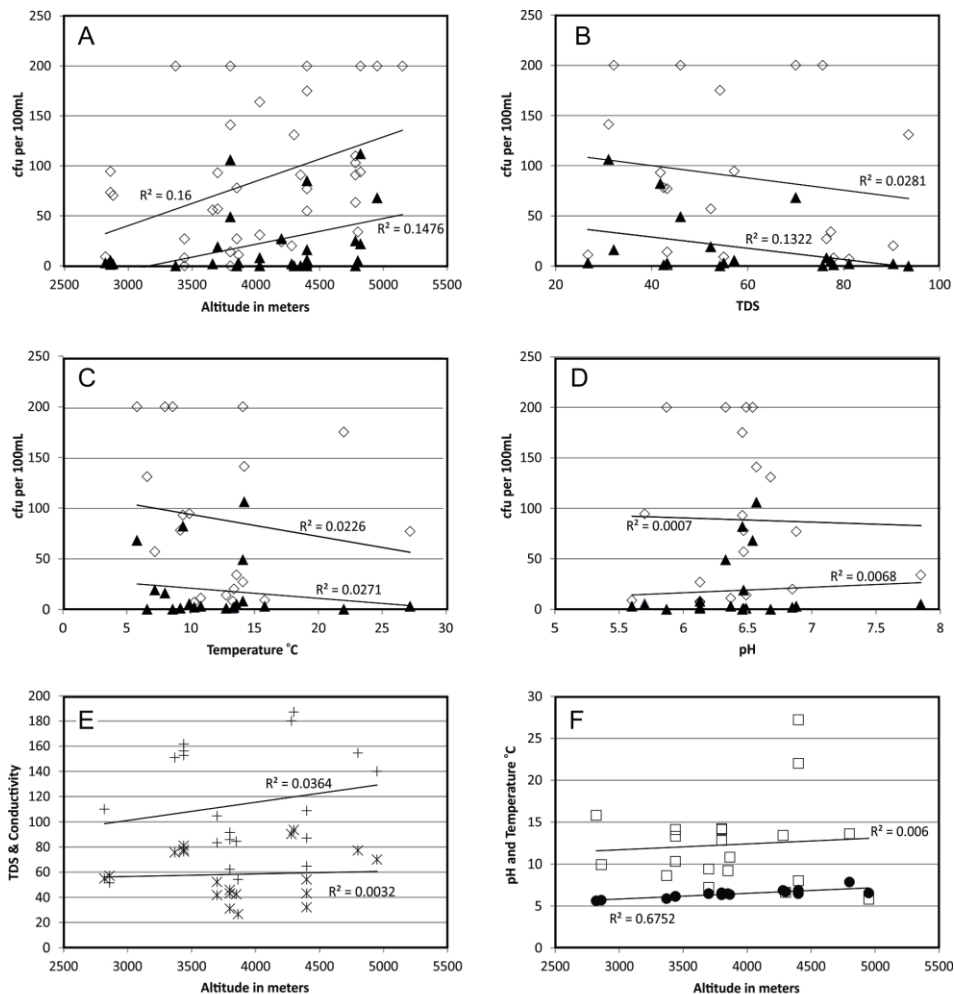 A
cfu per 100mL
250
200
150
100
50
0
R² = 0.16
R² = 0.1476
2500 3000 3500 4000 4500 5000 5500
Altitude in meters
B
cfu per 100mL
250
200
150
100
50
0
R² = 0.0281
R² = 0.1322
20 40 60 80 100
TDS
C
cfu per 100mL
250
200
150
100
50
0
R² = 0.0226
R² = 0.0271
0 5 10 15 20 25 30
Temperature °C
D
cfu per 100mL
250
200
150
100
50
0
R² = 0.0007
R² = 0.0068
5 5.5 6 6.5 7 7.5 8
pH
E
TDS & Conductivity
200
180
160
140
120
100
80
60
40
20
0
R² = 0.0364
R² = 0.0032
2500 3000 3500 4000 4500 5000 5500
Altitude in meters
F
pH and Temperature °C
30
25
20
15
10
5
0
R² = 0.006
R² = 0.6752
2500 3000 3500 4000 4500 5000 5500
Altitude in meters